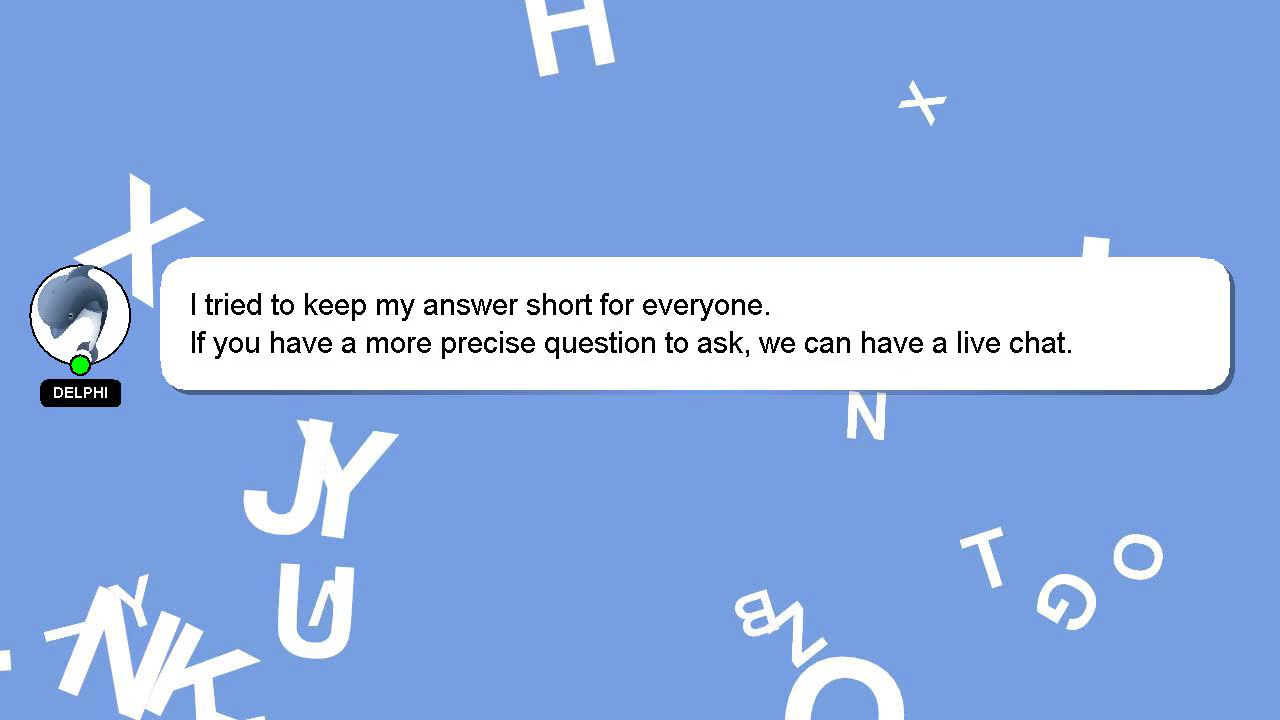 H
X
X
I tried to keep my answer short for everyone.
If you have a more precise question to ask, we can have a live chat.
DELPHI
N
J
Y
T
O
G
U
Y
B
N
N
K
O